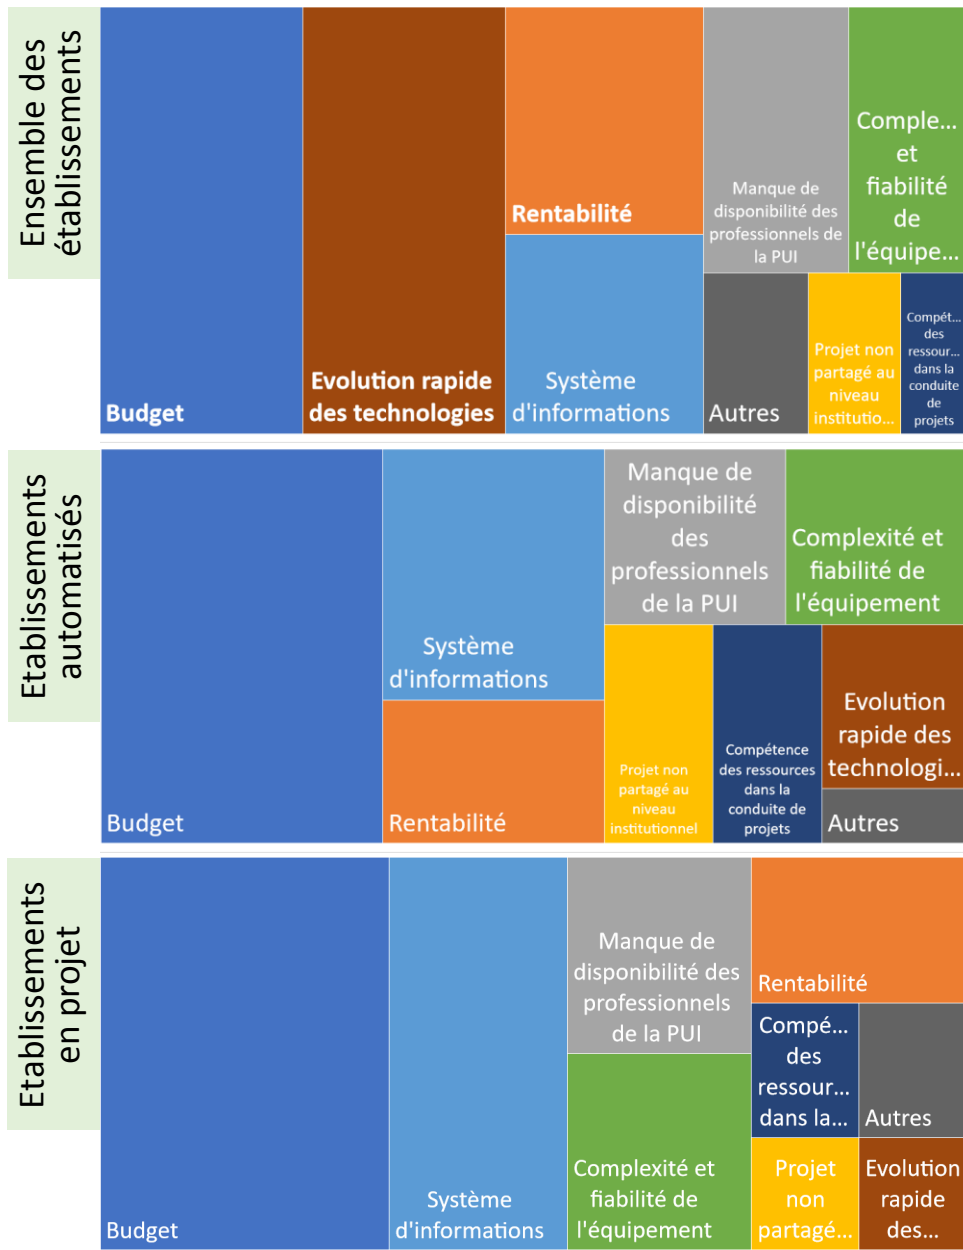 Ensemble des
établissements
Budget
Evolution rapide
des technologies
Rentabilité
Système
d'informations
Manque de
disponibilité des
professionnels de
la PUI
Comple...
et
fiabilité
de
l'équipe...
Autres
Projet non
partagé au
niveau
institutio...
Compét...
des
ressour...
dans la
conduite
de
projets
Etablissements
automatisés
Budget
Système
d'informations
Rentabilité
Manque de
disponibilité
des
professionnels
de la PUI
Complexité et
fiabilité de
l'équipement
Projet non
partagé au
niveau
institutionnel
Compétence
des ressources
dans la
conduite de
projets
Evolution
rapide des
technologi...
Autres
Etablissements
en projet
Budget
Système
d'informations
Manque de
disponibilité des
professionnels
de la PUI
Complexité et
fiabilité de
l'équipement
Rentabilité
Compé...
des
ressour...
dans la...
Autres
Projet
non
partagé...
Evolution
rapide
des...